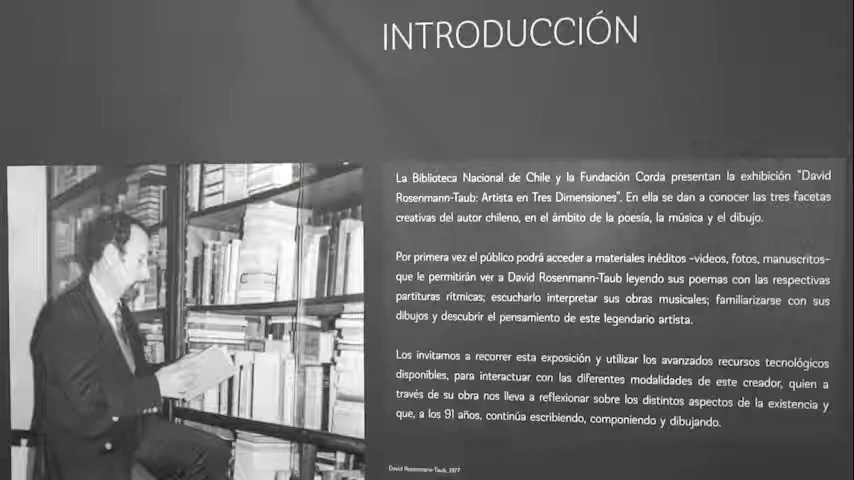 INTRODUCCIÓN
La Biblioteca Nacional de Chile y la Fundación Corda presentan la exhibición "David
Rosenmann-Taub: Artista en Tres Dimensiones". En ella se dan a conocer las tres facetas
creativas del autor chileno, en el ámbito de la poesía, la música y el dibujo.
Por primera vez el público podrá acceder a materiales inéditos -videos, fotos, manuscritos-
que le permitirán ver a David Rosenmann-Taub leyendo sus poemas con las respectivas
partituras rítmicas; escucharlo interpretar sus obras musicales; familiarizarse con sus
dibujos y descubrir el pensamiento de este legendario artista.
Los invitamos a recorrer esta exposición y utilizar los avanzados recursos tecnológicos
disponibles, para interactuar con las diferentes modalidades de este creador, quien a
través de su obra nos lleva a reflexionar sobre los distintos aspectos de la existencia y
que, a los 91 años, continúa escribiendo, componiendo y dibujando.
David Rosenmann-Taub, 1977